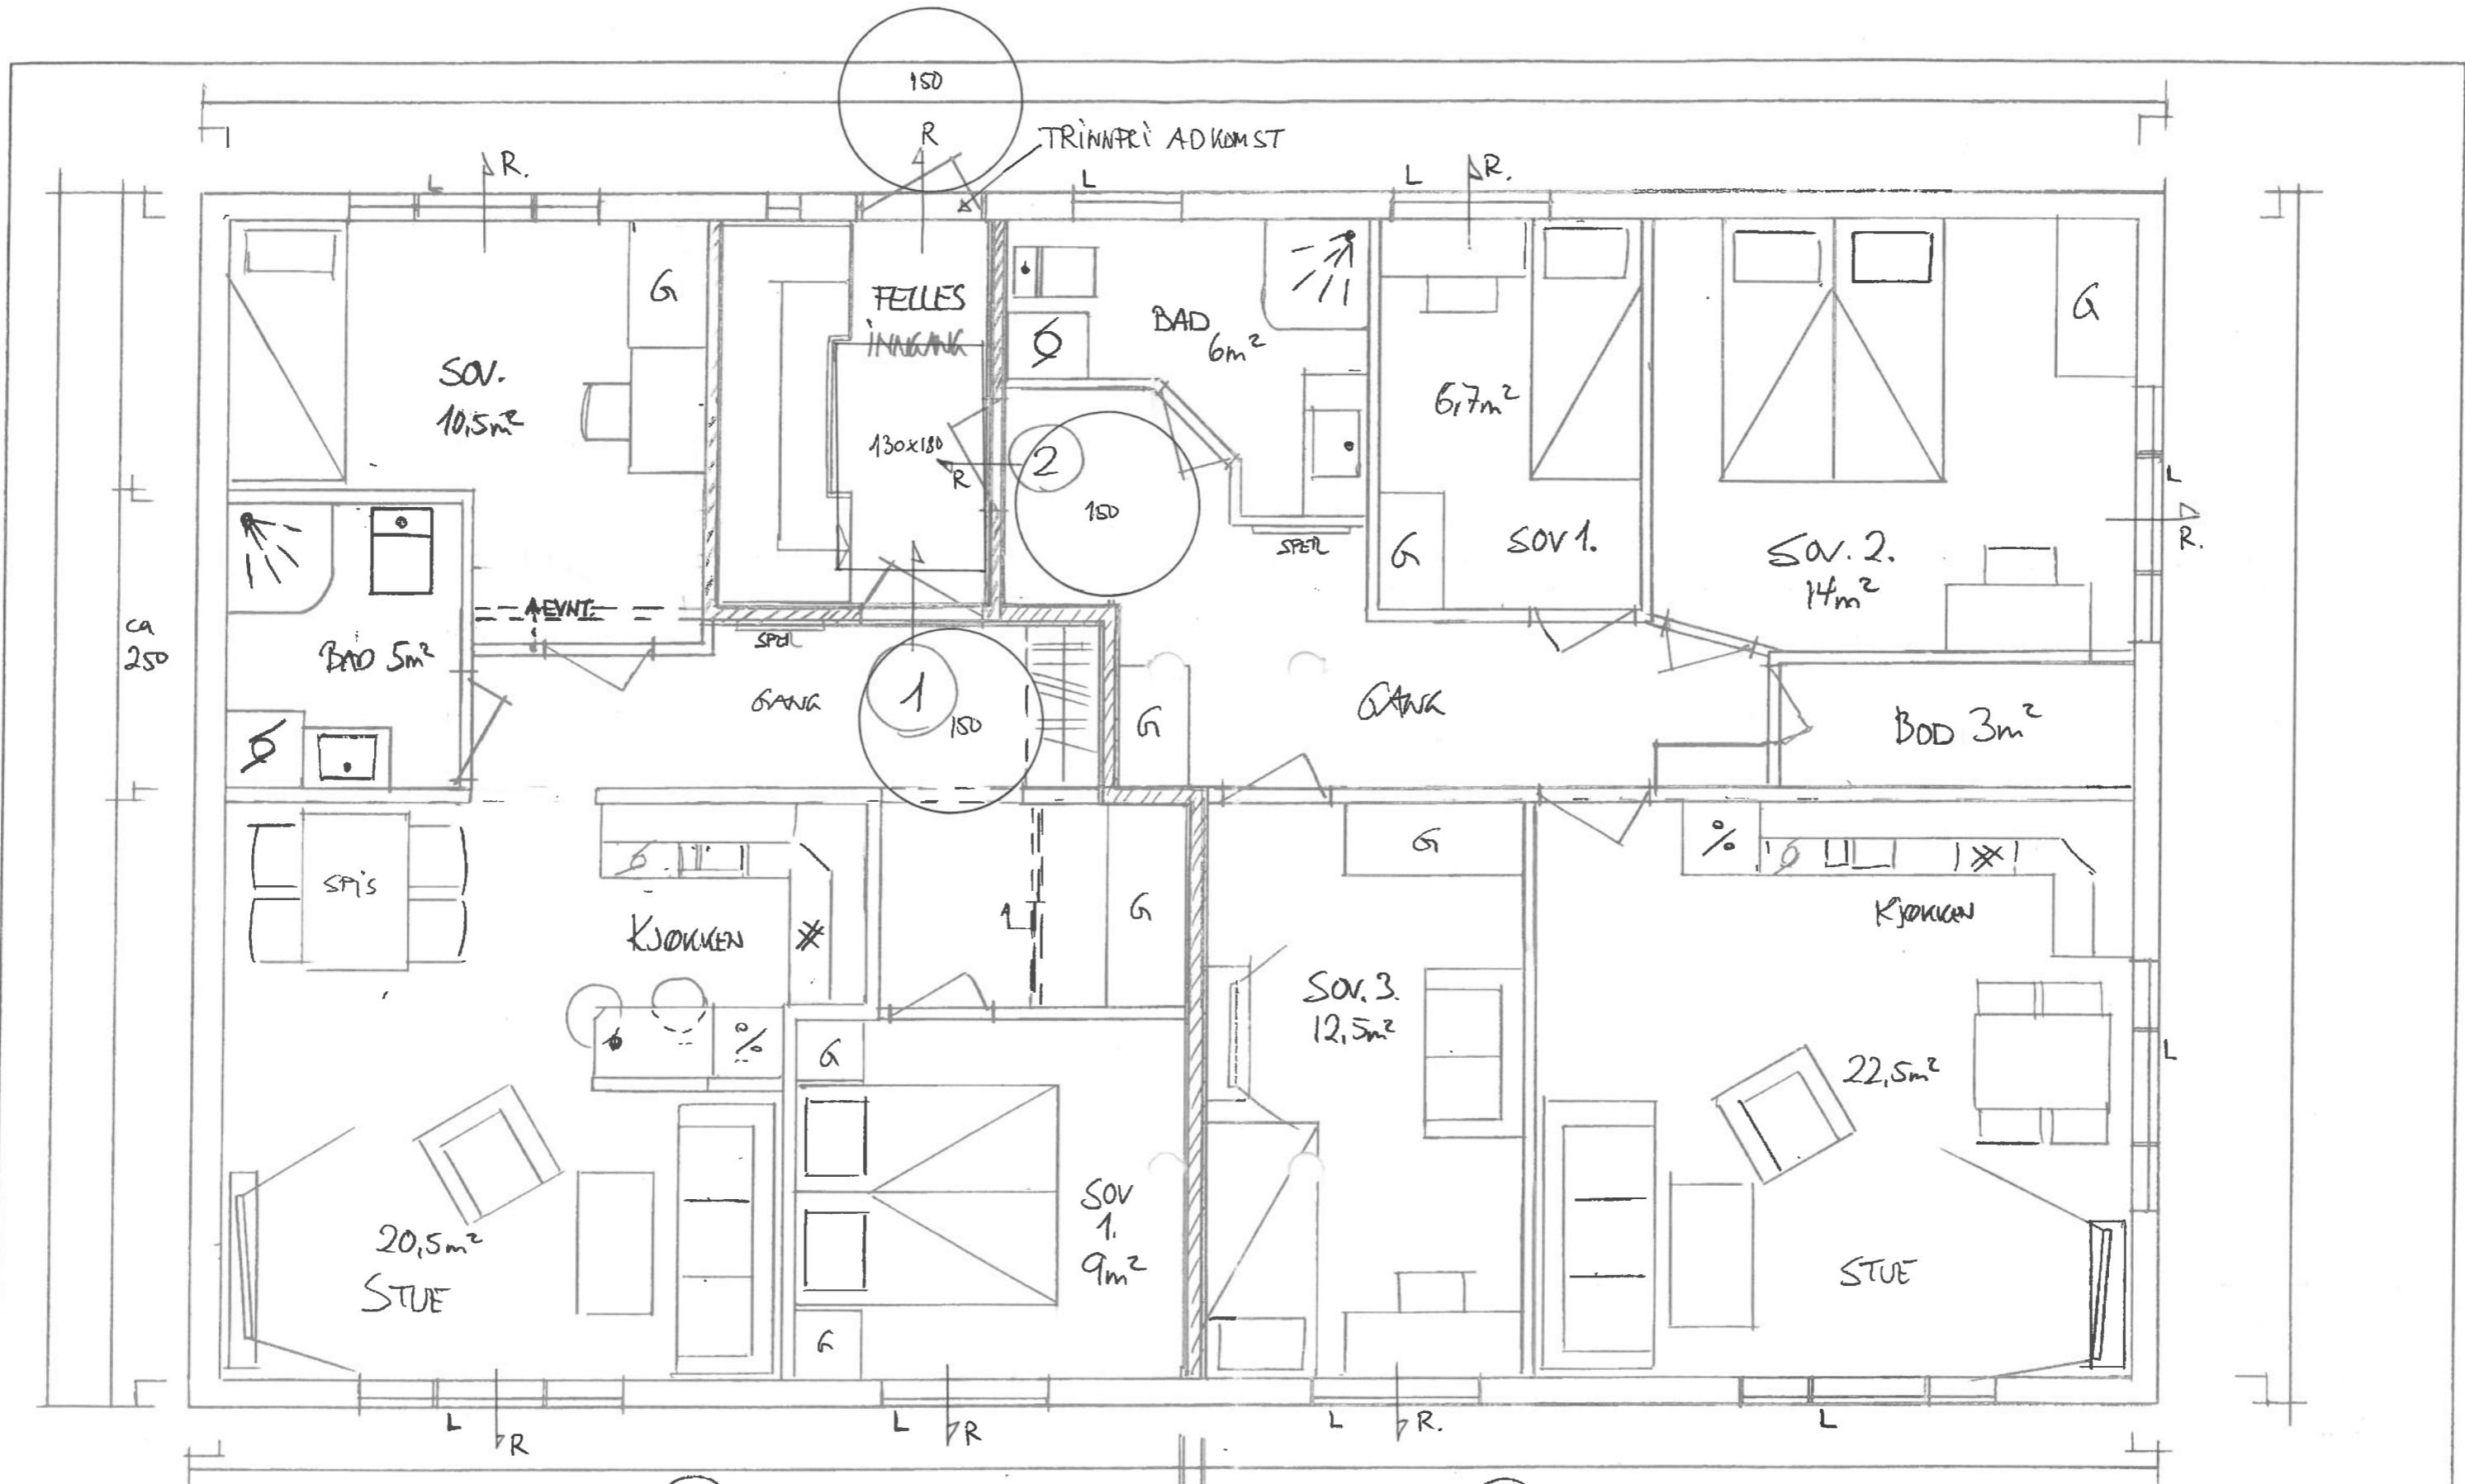 150
R
TRINNFRI ADKOMST
L
R.
L
L
R.
FELLES
INNGANG
G
SOV.
10,5m²
BAD
6m²
G
6,7m²
130x180
R
2
150
SPEIL
G
SOV 1.
SOV. 2.
14m²
L
R.
ca
250
A EVNT.
BAD 5m²
SPEIL
GANG
1
150
G
GANG
BOD 3m²
SPIS
KJØKKEN
G
G
KJØKKEN
SOV. 3.
12,5m²
G
22,5m²
L
20,5m²
STUE
SOV
1.
9m²
G
STUE
L
R
L
R
L
R.
L